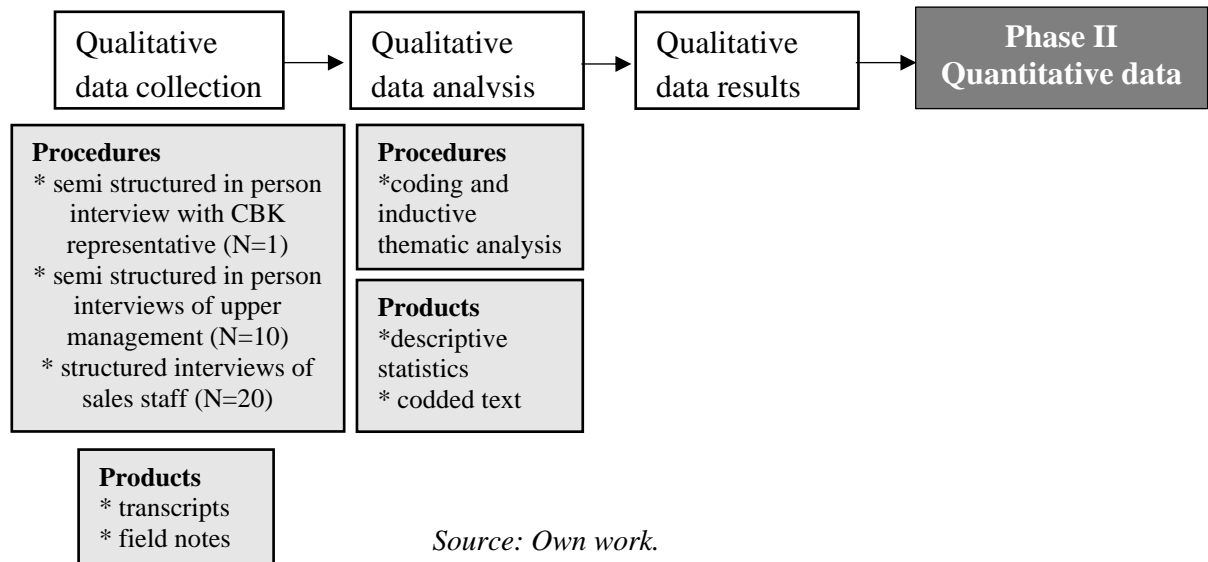 Qualitative
data collection
Qualitative
data analysis
Qualitative
data results
Phase II
Quantitative data
Procedures
* semi structured in person
interview with CBK
representative (N=1)
* semi structured in person
interviews of upper
management (N=10)
* structured interviews of
sales staff (N=20)
Products
* transcripts
* field notes
Procedures
*coding and
inductive
thematic analysis
Products
*descriptive
statistics
* codded text
Source: Own work.